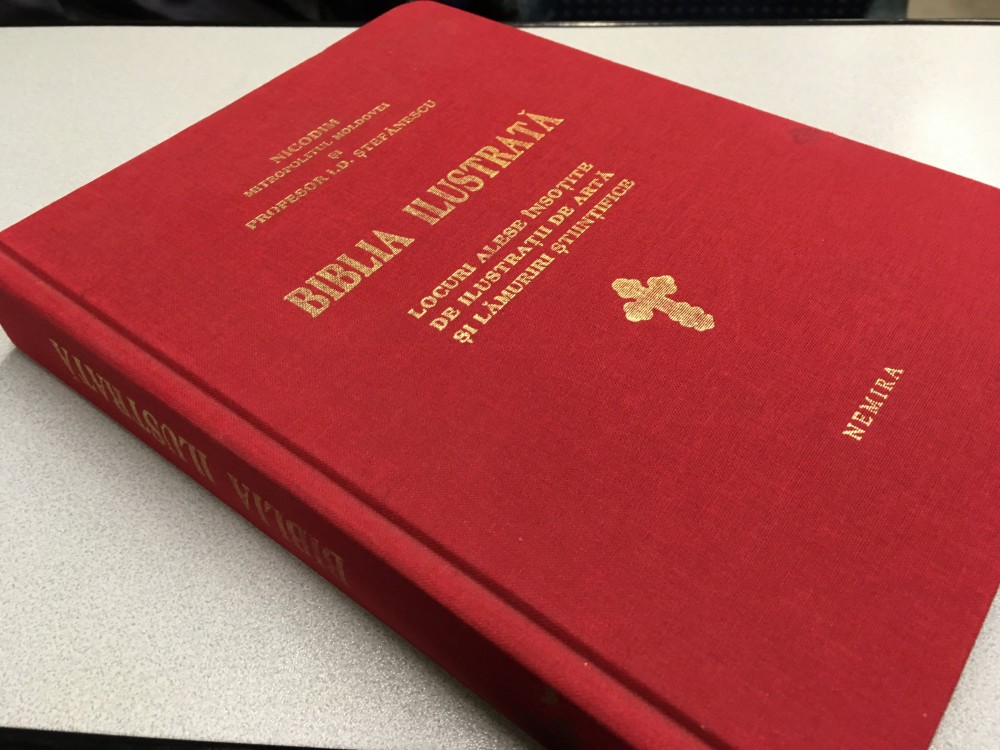 NICODIM
MITROPOLITUL MOLDOVEI
ȘI
PROFESOR I.D. ȘTEFĂNESCU
BIBLIA ILUSTRATĂ
LOCURI ALESE ÎNSOȚITE
DE ILUSTRAȚII DE ARTĂ
ȘI LĂMURIRI ȘTIINȚIFICE
NEMIRA
BIBLIA ILUSTRATĂ